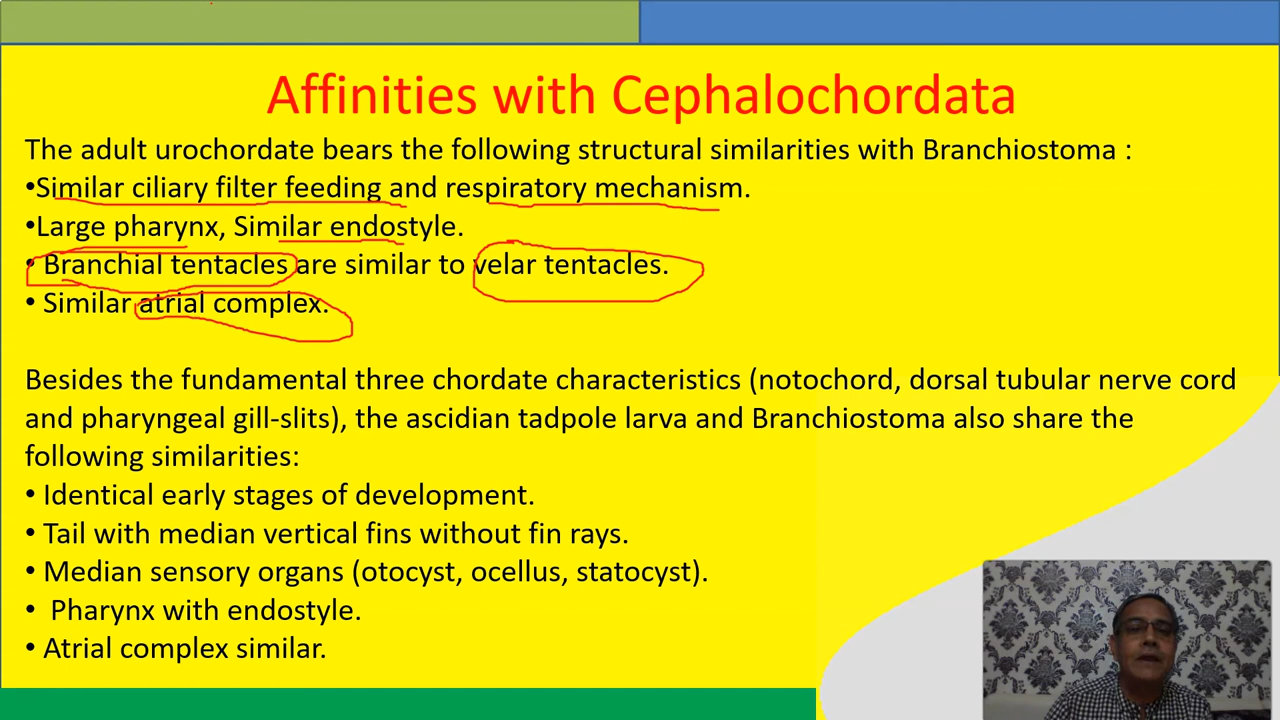 Affinities with Cephalochordata
The adult urochordate bears the following structural similarities with Branchiostoma :
•Similar ciliary filter feeding and respiratory mechanism.
•Large pharynx, Similar endostyle.
• Branchial tentacles are similar to velar tentacles.
• Similar atrial complex.
Besides the fundamental three chordate characteristics (notochord, dorsal tubular nerve cord
and pharyngeal gill-slits), the ascidian tadpole larva and Branchiostoma also share the
following similarities:
• Identical early stages of development.
• Tail with median vertical fins without fin rays.
• Median sensory organs (otocyst, ocellus, statocyst).
• Pharynx with endostyle.
• Atrial complex similar.